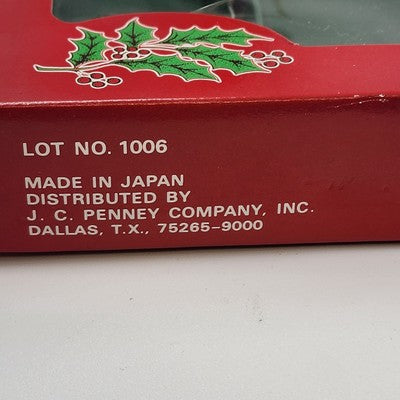 LOT NO. 1006
MADE IN JAPAN
DISTRIBUTED BY
J. C. PENNEY COMPANY, INC.
DALLAS, T.X., 75265-9000